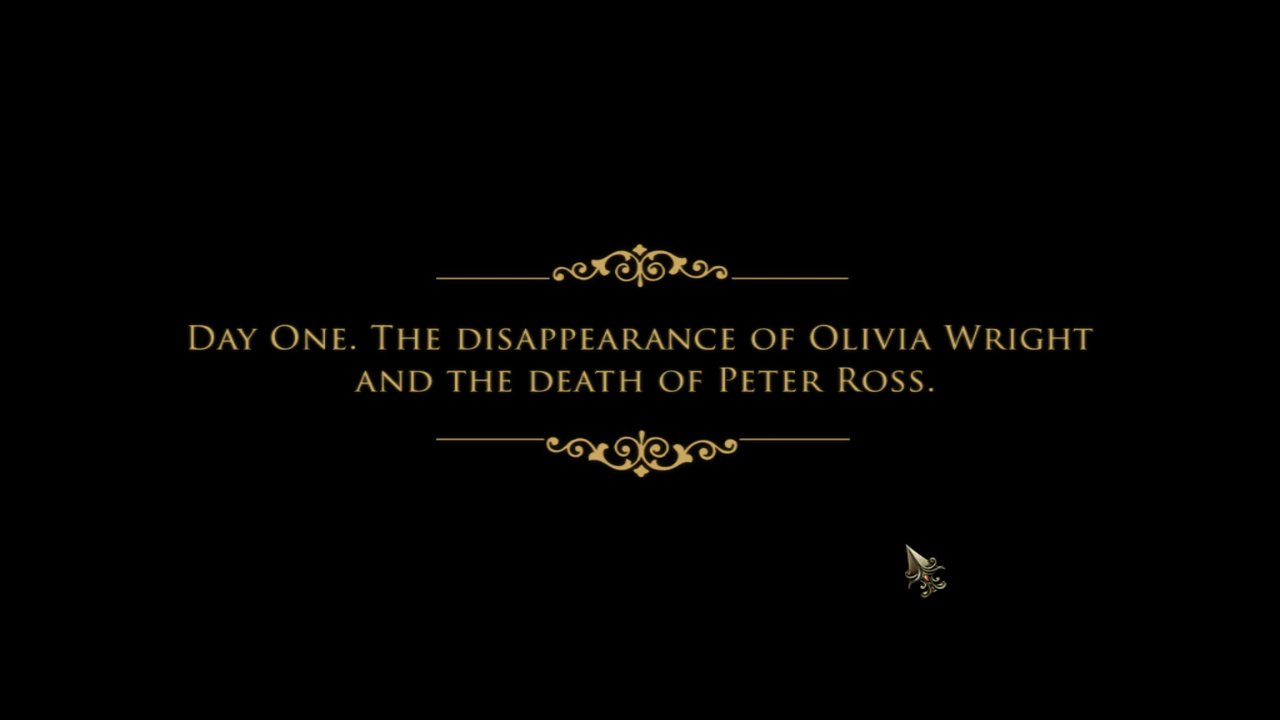 Day One. The disappearance of Olivia Wright
and the death of Peter Ross.